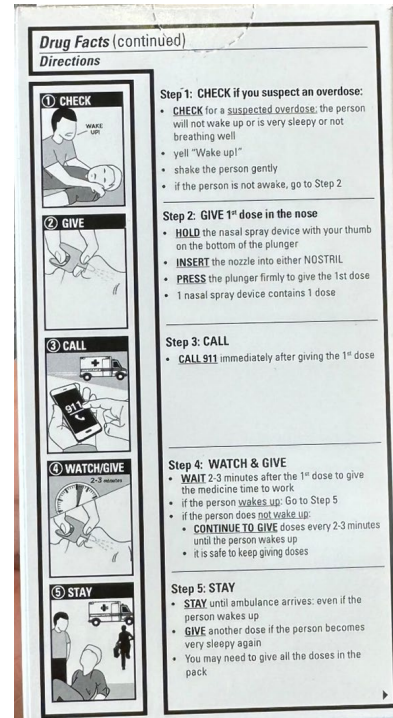 Drug Facts (continued)
Directions
① CHECK
WAKE
UP!
Step 1: CHECK if you suspect an overdose:
• CHECK for a suspected overdose: the person
will not wake up or is very sleepy or not
breathing well
• yell "Wake up!"
• shake the person gently
• if the person is not awake, go to Step 2
② GIVE
Step 2: GIVE 1st dose in the nose
• HOLD the nasal spray device with your thumb
on the bottom of the plunger
• INSERT the nozzle into either NOSTRIL
• PRESS the plunger firmly to give the 1st dose
• 1 nasal spray device contains 1 dose
③ CALL
911
Step 3: CALL
• CALL 911 immediately after giving the 1st dose
④ WATCH/GIVE
2-3 minutes
Step 4: WATCH & GIVE
• WAIT 2-3 minutes after the 1st dose to give
the medicine time to work
• if the person wakes up: Go to Step 5
• if the person does not wake up:
• CONTINUE TO GIVE doses every 2-3 minutes
until the person wakes up
• it is safe to keep giving doses
⑤ STAY
Step 5: STAY
• STAY until ambulance arrives: even if the
person wakes up
• GIVE another dose if the person becomes
very sleepy again
• You may need to give all the doses in the
pack